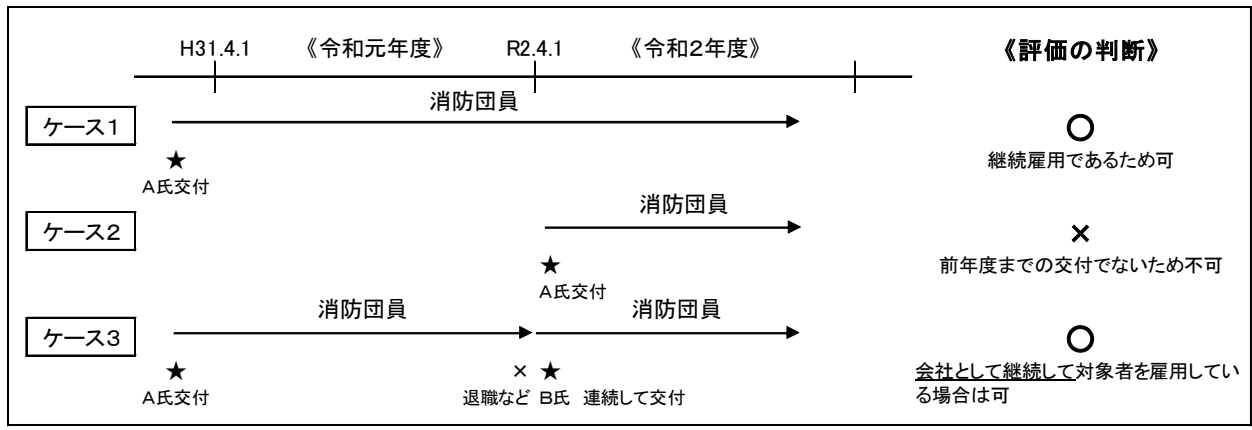 H31.4.1 《令和元年度》 R2.4.1 《令和２年度》 《評価の判断》
消防団員
ケース１ ○
★ 継続雇用であるため可
Ａ氏交付
消防団員
ケース２ ×
★ 前年度までの交付でないため不可
Ａ氏交付
消防団員 消防団員
ケース３ ○
★ × ★ 会社として継続して対象者を雇用してい
Ａ氏交付 退職など Ｂ氏 連続して交付 る場合は可